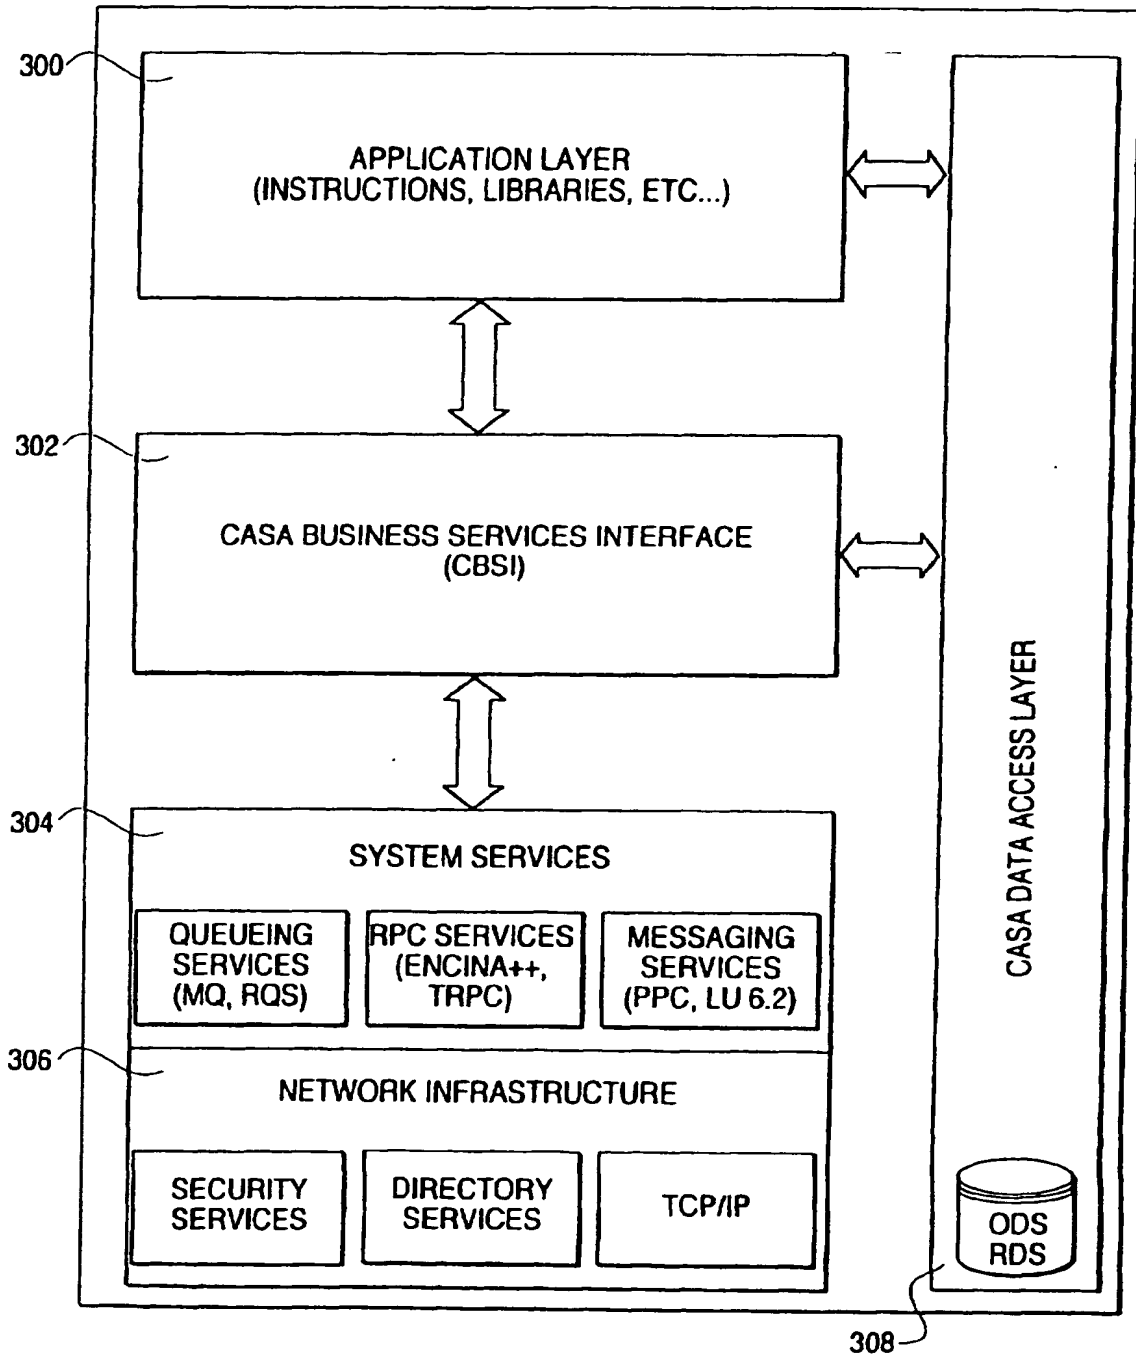 300
APPLICATION LAYER
(INSTRUCTIONS, LIBRARIES, ETC...)
302
CASA BUSINESS SERVICES INTERFACE
(CBSI)
304
SYSTEM SERVICES
QUEUEING
SERVICES
(MQ, RQS)
RPC SERVICES
(ENCINA++,
TRPC)
MESSAGING
SERVICES
(PPC, LU 6.2)
306
NETWORK INFRASTRUCTURE
SECURITY
SERVICES
DIRECTORY
SERVICES
TCP/IP
CASA DATA ACCESS LAYER
ODS
RDS
308